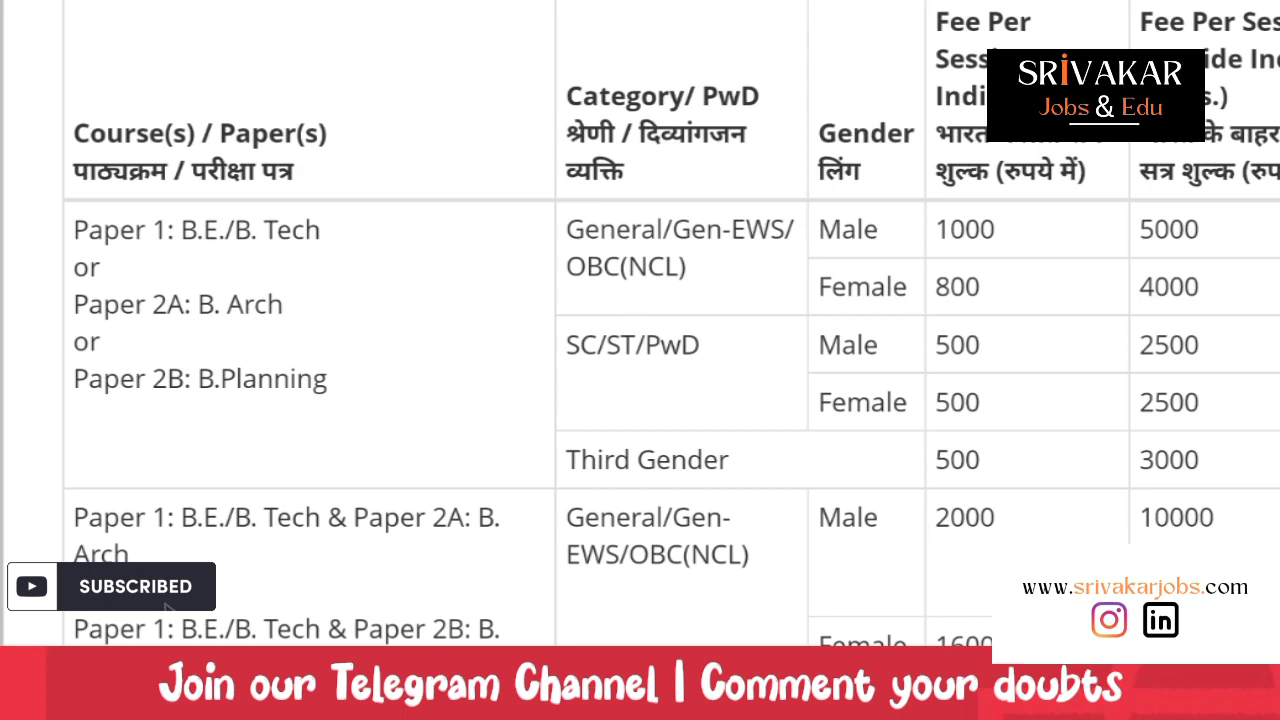 Fee Per
Fee Per Ses
Indi
SRiVAKAR
Jobs & Edu
Course(s) / Paper(s)
पाठ्यक्रम / परीक्षा पत्र
Category/ PwD
श्रेणी / दिव्यांगजन
व्यक्ति
Gender
लिंग
भारत
शुल्क (रुपये में)
के बाहर
सत्र शुल्क (रुप
Paper 1: B.E./B. Tech
or
Paper 2A: B. Arch
or
Paper 2B: B.Planning
General/Gen-EWS/
OBC(NCL)
Male 1000 5000
Female 800 4000
SC/ST/PwD Male 500 2500
Female 500 2500
Third Gender 500 3000
Paper 1: B.E./B. Tech & Paper 2A: B.
Arch
General/Gen-
EWS/OBC(NCL)
Male 2000 10000
SUBSCRIBED
Paper 1: B.E./B. Tech & Paper 2B: B.
Female 1600
www.srivakarjobs.com
Join our Telegram Channel | Comment your doubts